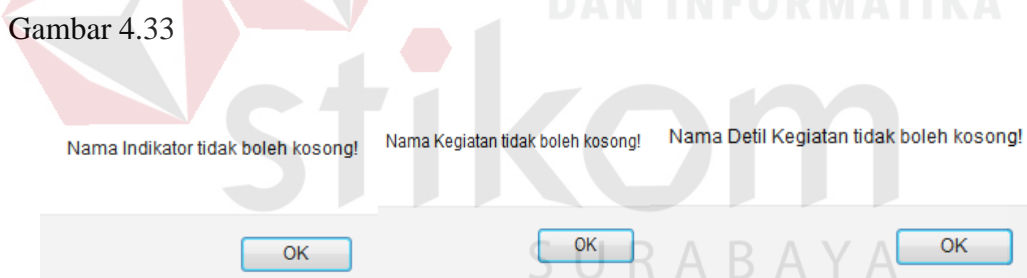 DAN INFORMATIKA
Gambar 4.33
stikom
Nama Indikator tidak boleh kosong!
Nama Kegiatan tidak boleh kosong!
Nama Detil Kegiatan tidak boleh kosong!
OK
OK
OK
SURABAYA